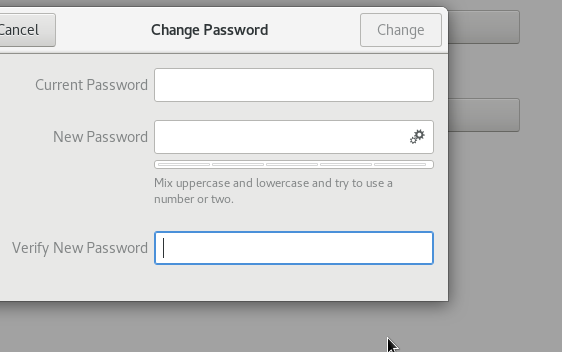 Cancel
Change Password
Change
Current Password
New Password
Mix uppercase and lowercase and try to use a
number or two.
Verify New Password